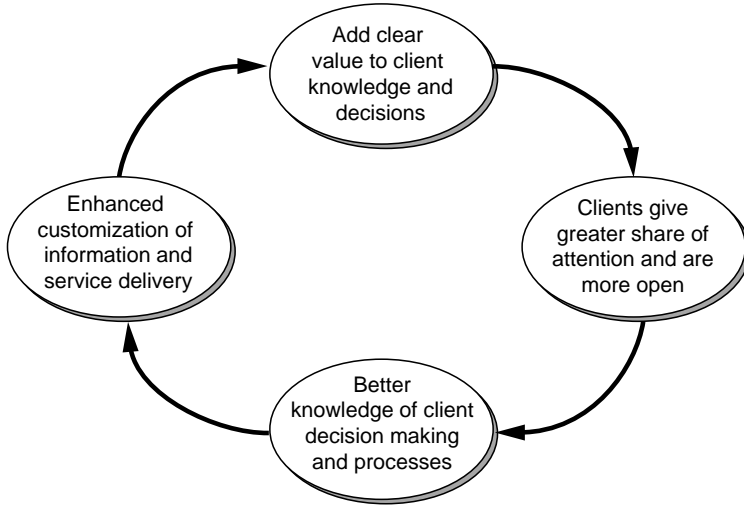 Add clear
value to client
knowledge and
decisions
Clients give
greater share of
attention and are
more open
Better
knowledge of client
decision making
and processes
Enhanced
customization of
information and
service delivery